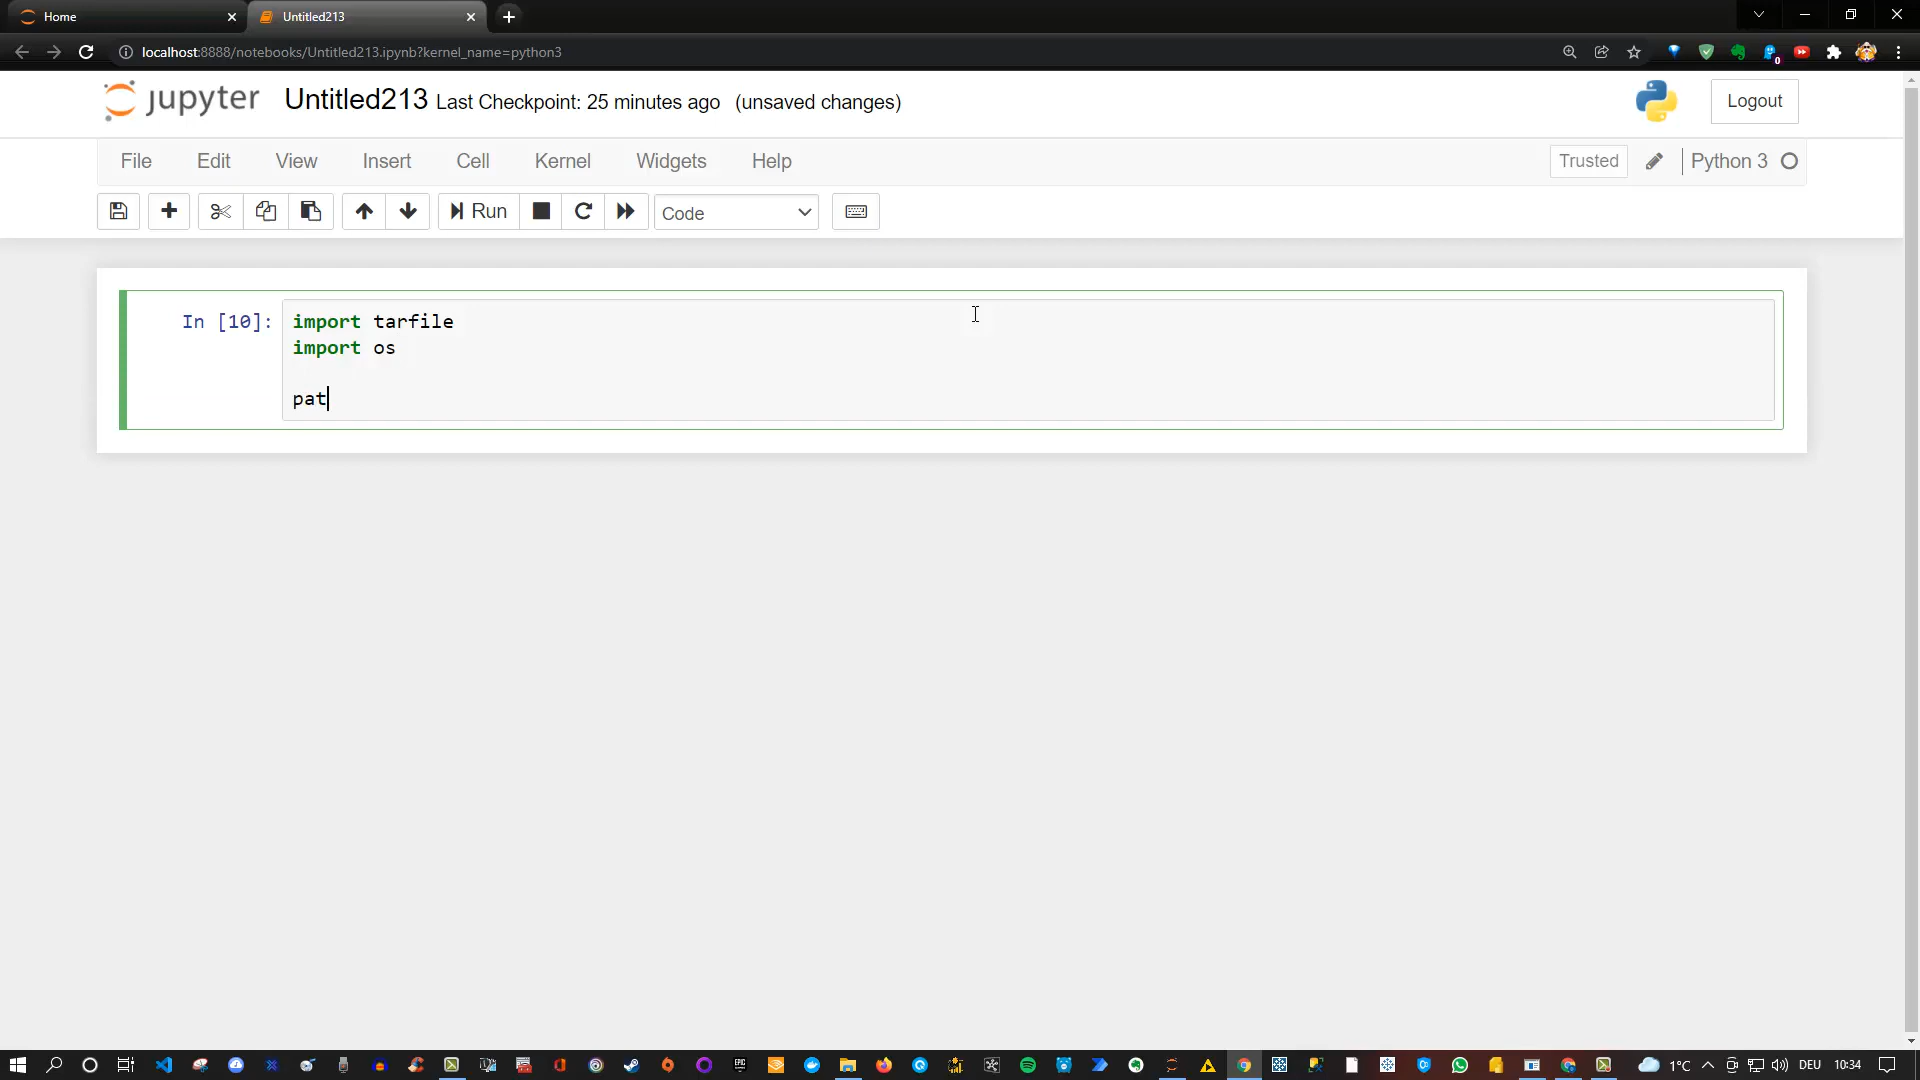 Home
Untitled213
localhost:8888/notebooks/Untitled213.ipynb?kernel_name=python3
0
jupyter Untitled213 Last Checkpoint: 25 minutes ago (unsaved changes)
Logout
File Edit View Insert Cell Kernel Widgets Help
Trusted
Python 3
Run
Code
In [10]:
import tarfile
import os
pat
1°C
DEU
10:34